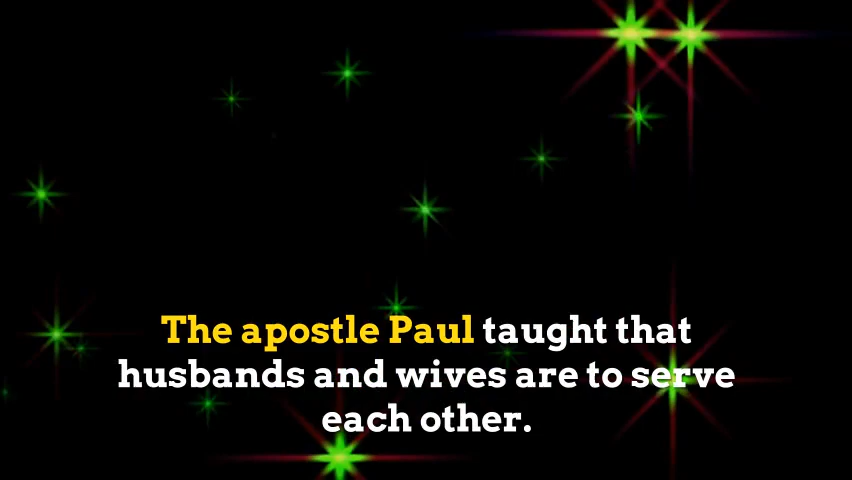 The apostle Paul taught that
husbands and wives are to serve
each other.